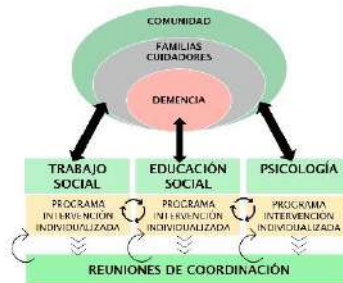 COMUNIDAD
FAMILIAS
CUIDADORES
DEMENCIA
TRABAJO
SOCIAL
EDUCACIÓN
SOCIAL
PSICOLOGÍA
PROGRAMA
INTERVENCIÓN
INDIVIDUALIZADA
PROGRAMA
INTERVENCIÓN
INDIVIDUALIZADA
PROGRAMA
INTERVENCIÓN
INDIVIDUALIZADA
REUNIONES DE COORDINACIÓN